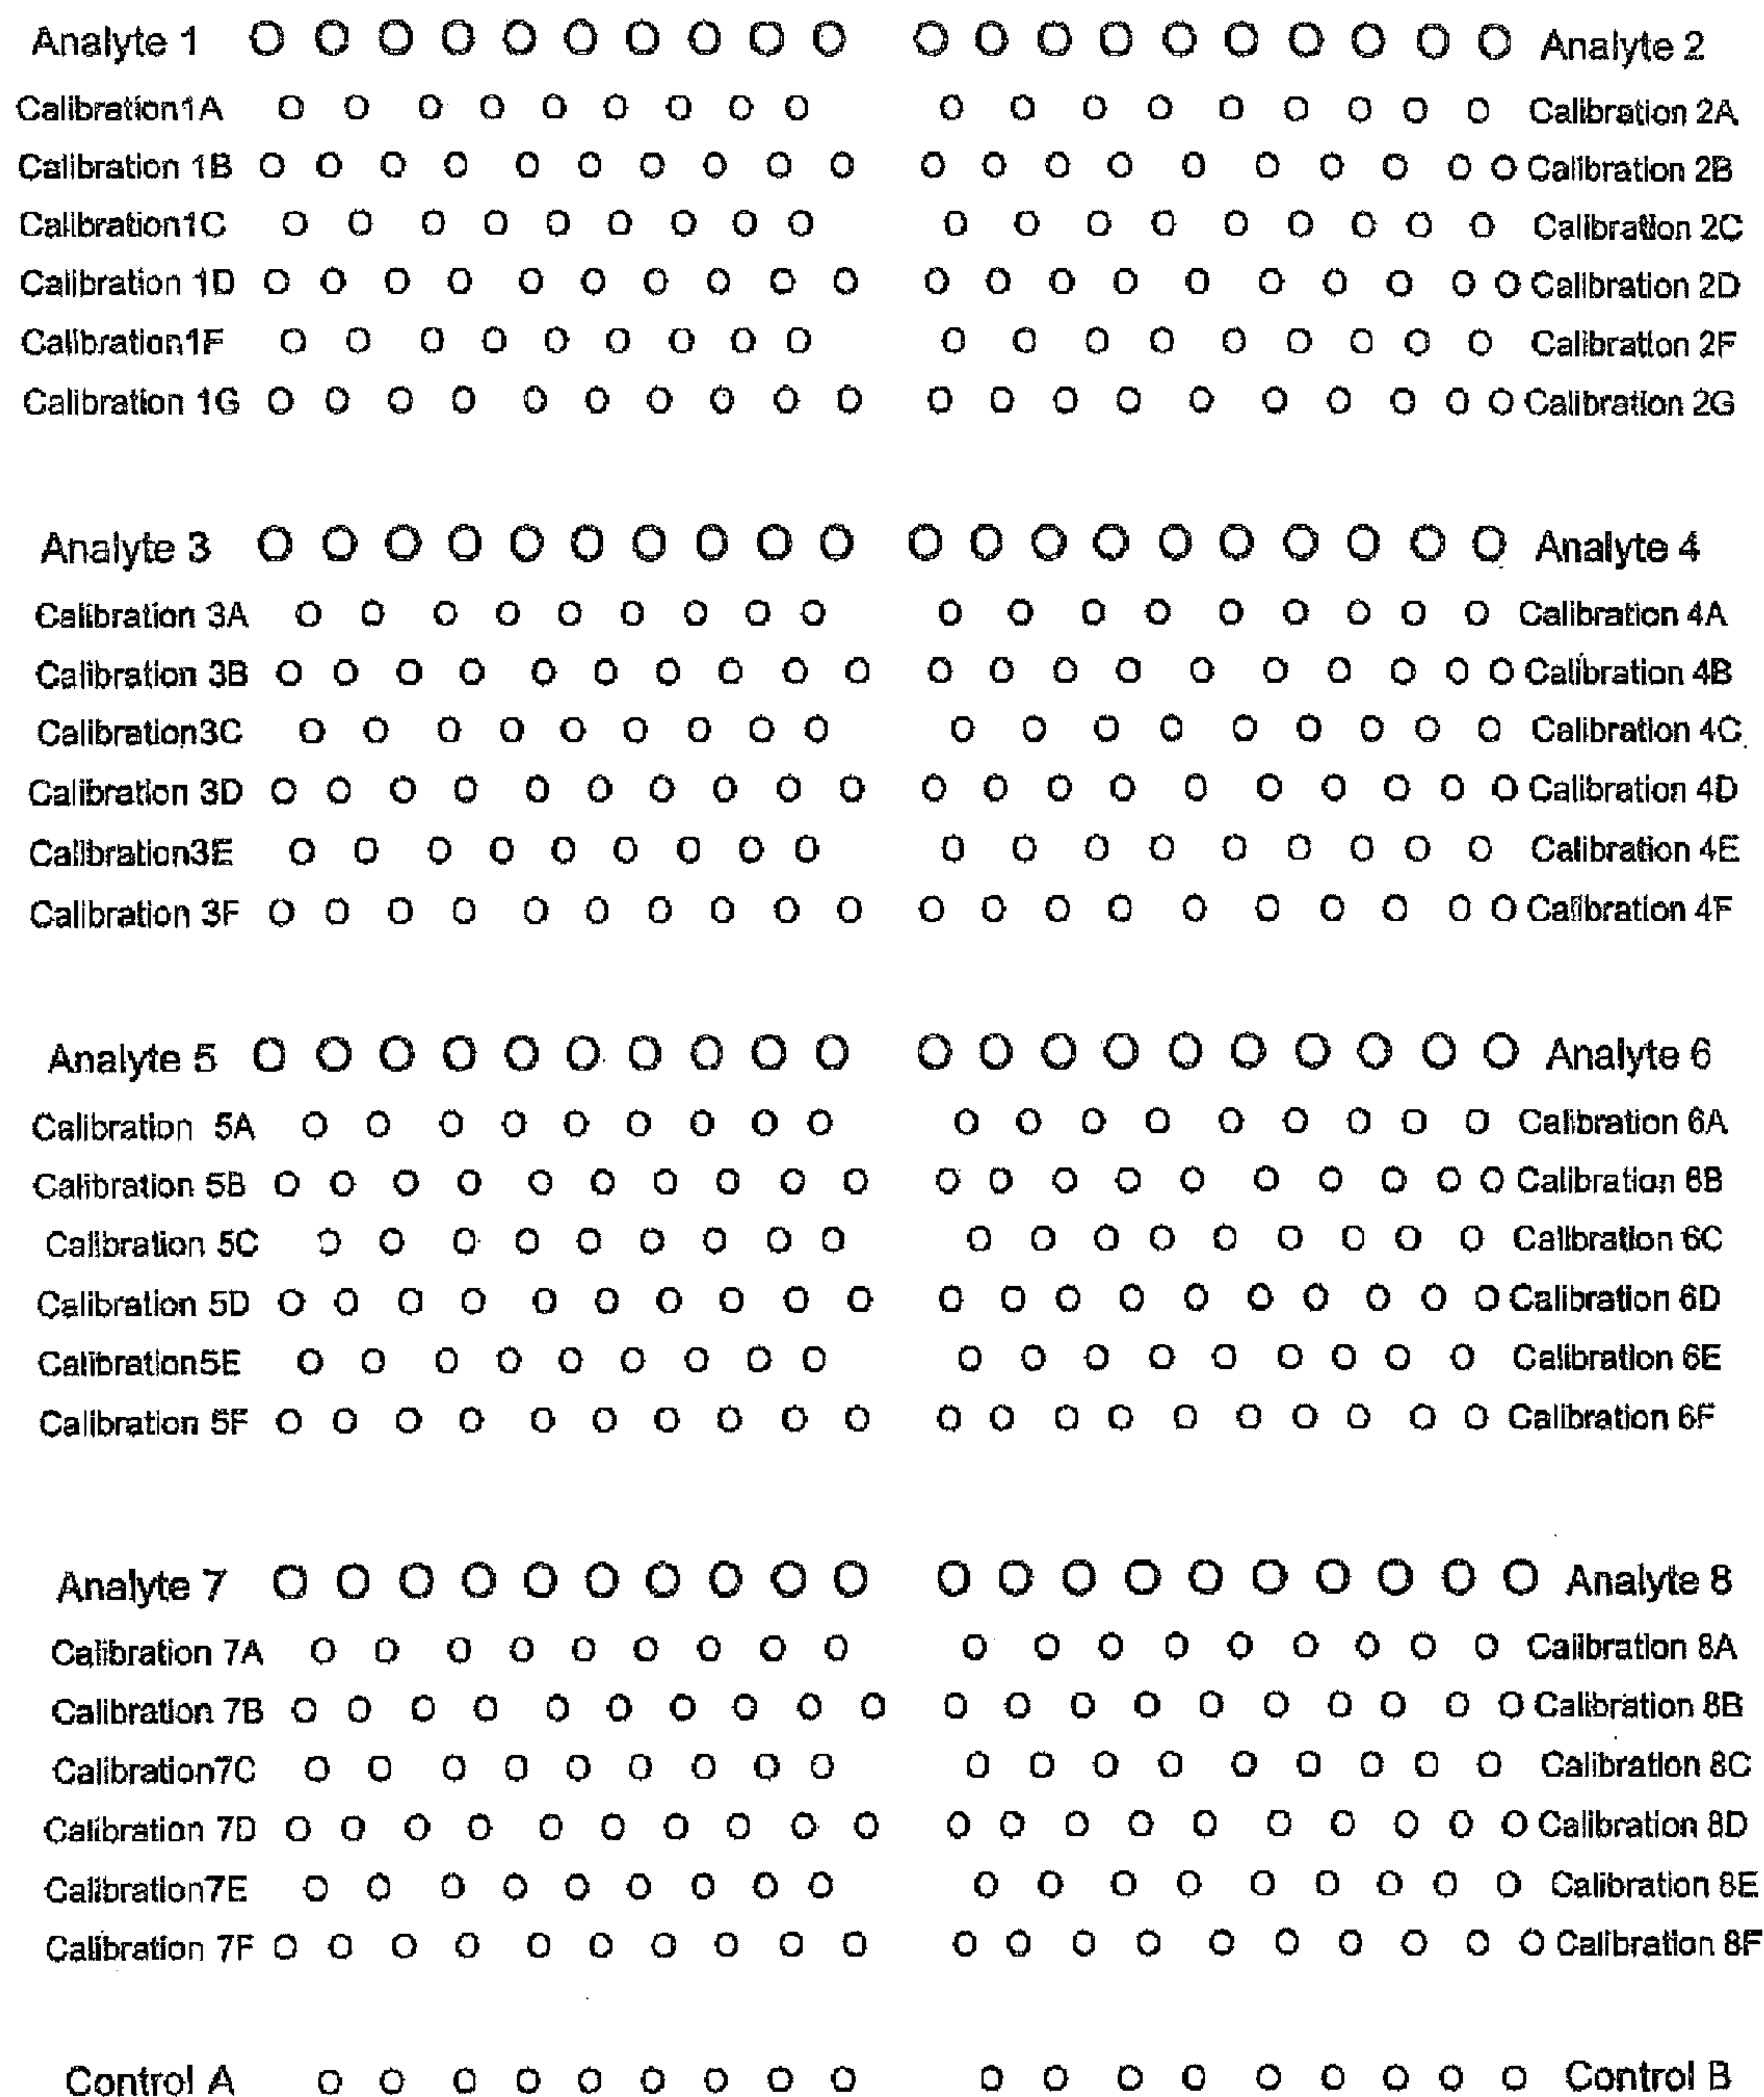 Analyte 1 Analyte 2
Calibration1A Calibration 2A
Calibration 1B Calibration 2B
Calibration1C Calibration 2C
Calibration 1D Calibration 2D
Calibration1F Calibration 2F
Calibration 1G Calibration 2G
Analyte 3 Analyte 4
Calibration 3A Calibration 4A
Calibration 3B Calibration 4B
Calibration3C Calibration 4C
Calibration 3D Calibration 4D
Calibration3E Calibration 4E
Calibration 3F Calibration 4F
Analyte 5 Analyte 6
Calibration 5A Calibration 6A
Calibration 5B Calibration 6B
Calibration 5C Calibration 6C
Calibration 5D Calibration 6D
Calibration5E Calibration 6E
Calibration 5F Calibration 6F
Analyte 7 Analyte 8
Calibration 7A Calibration 8A
Calibration 7B Calibration 8B
Calibration7C Calibration 8C
Calibration 7D Calibration 8D
Calibration7E Calibration 8E
Calibration 7F Calibration 8F
Control A Control B